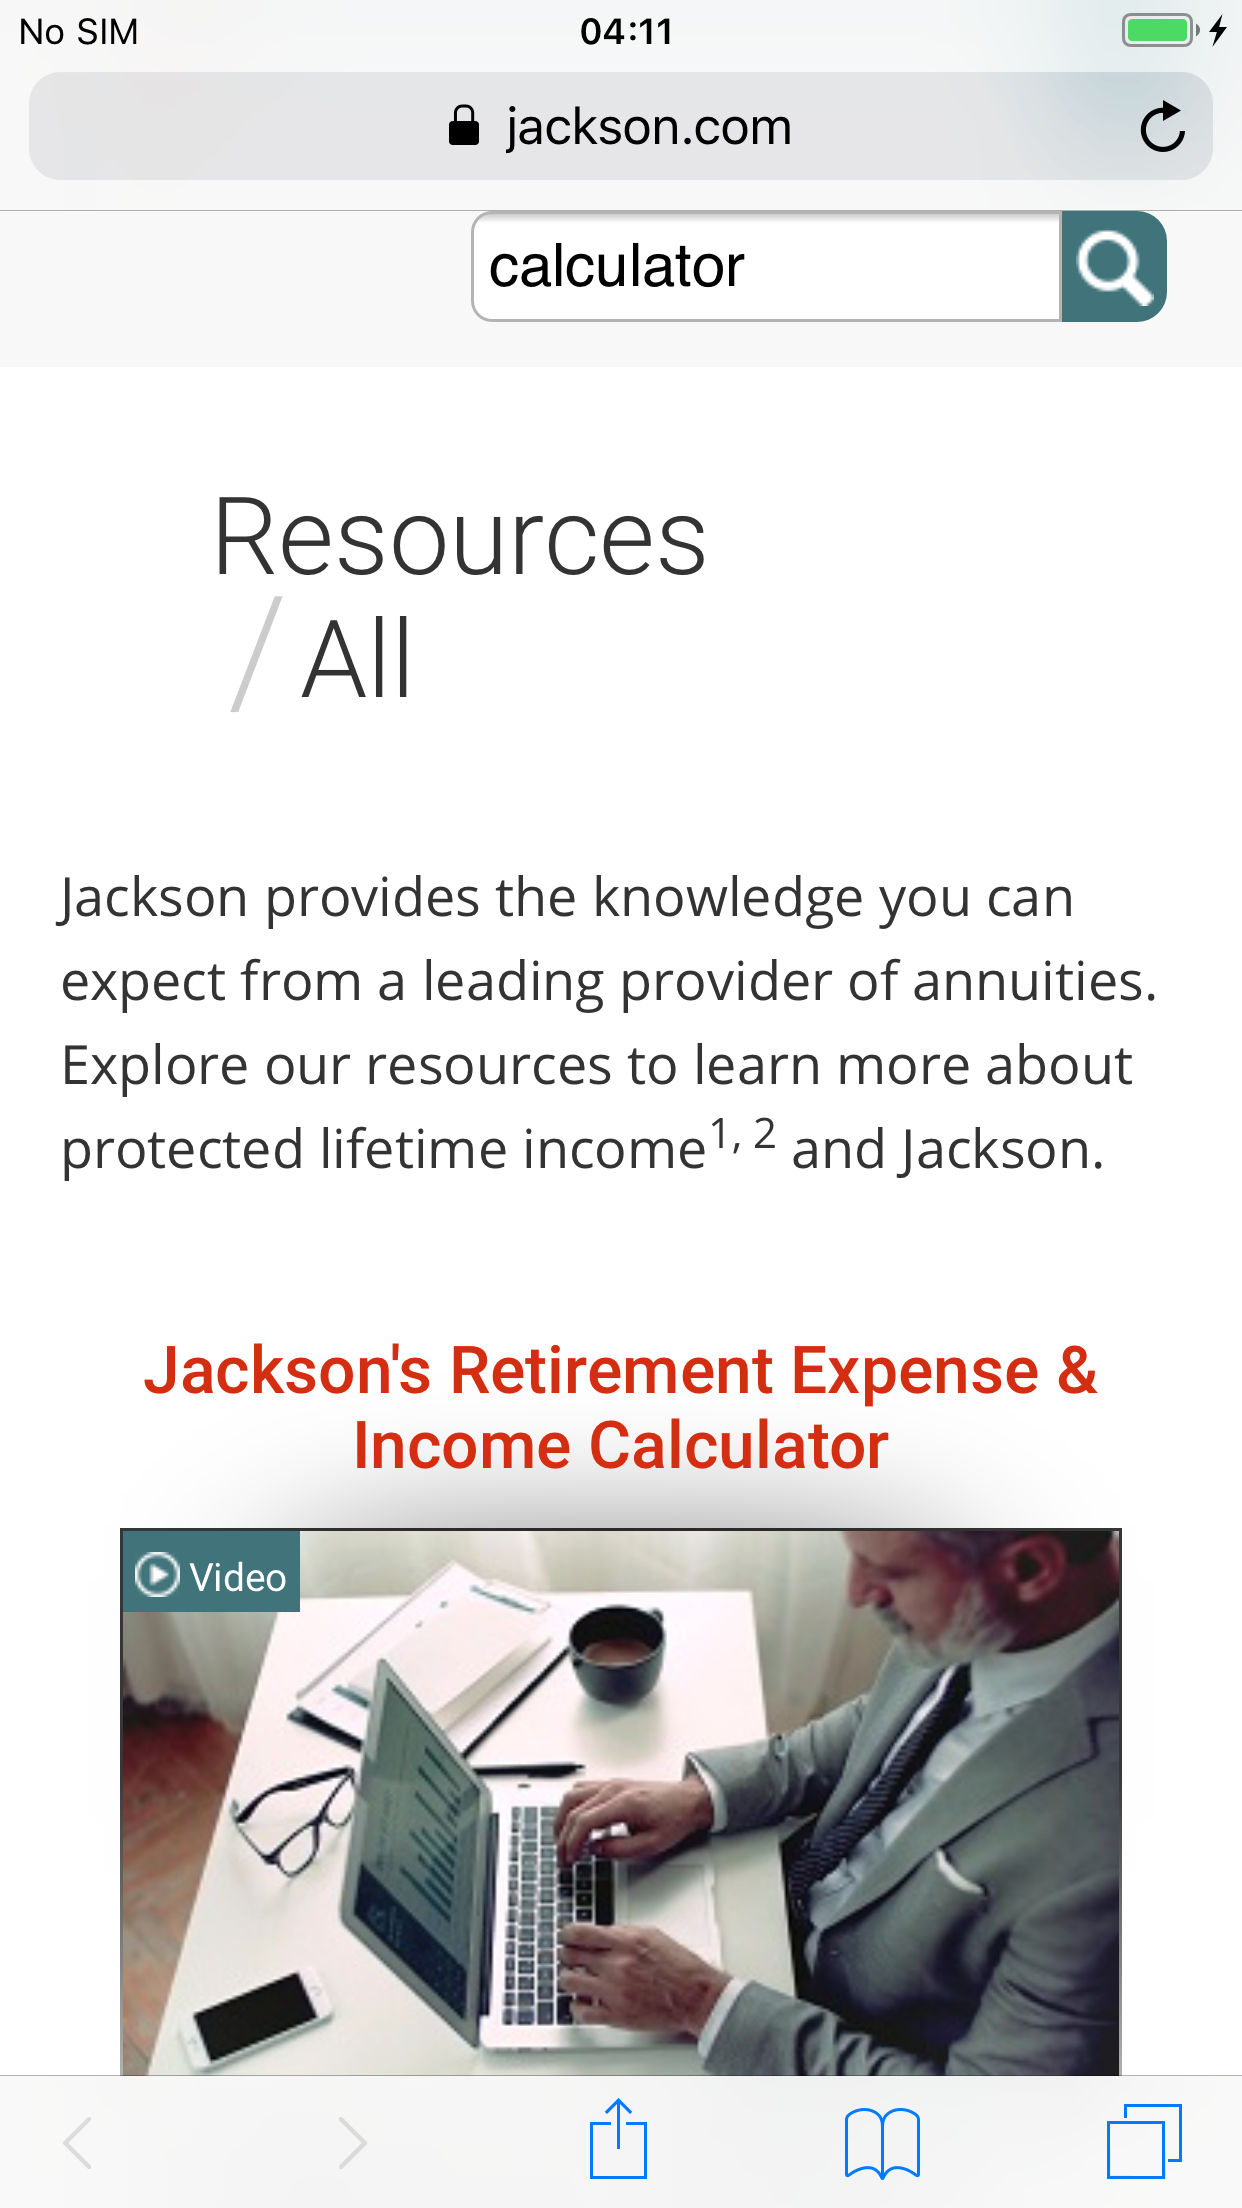 No SIM 04:11
jackson.com
calculator
Resources
/ All
Jackson provides the knowledge you can
expect from a leading provider of annuities.
Explore our resources to learn more about
protected lifetime income1, 2 and Jackson.
Jackson's Retirement Expense &
Income Calculator
Video